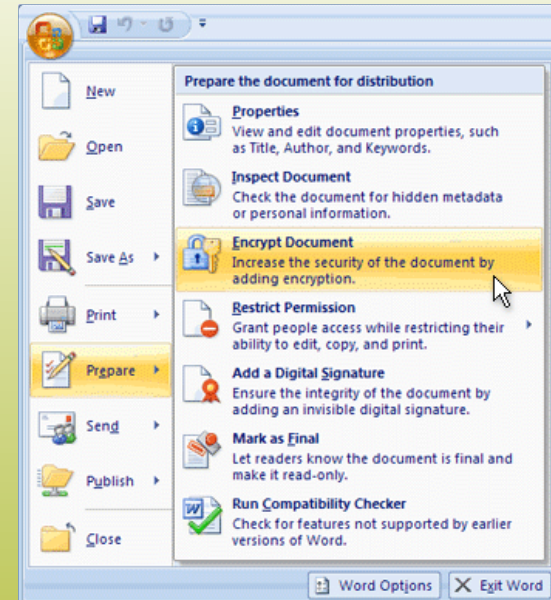 New
Open
Save
Save As
Print
Prepare
Send
Publish
Close
Prepare the document for distribution
Properties
View and edit document properties, such
as Title, Author, and Keywords.
Inspect Document
Check the document for hidden metadata
or personal information.
Encrypt Document
Increase the security of the document by
adding encryption.
Restrict Permission
Grant people access while restricting their
ability to edit, copy, and print.
Add a Digital Signature
Ensure the integrity of the document by
adding an invisible digital signature.
Mark as Final
Let readers know the document is final and
make it read-only.
Run Compatibility Checker
Check for features not supported by earlier
versions of Word.
Word Options
Exit Word